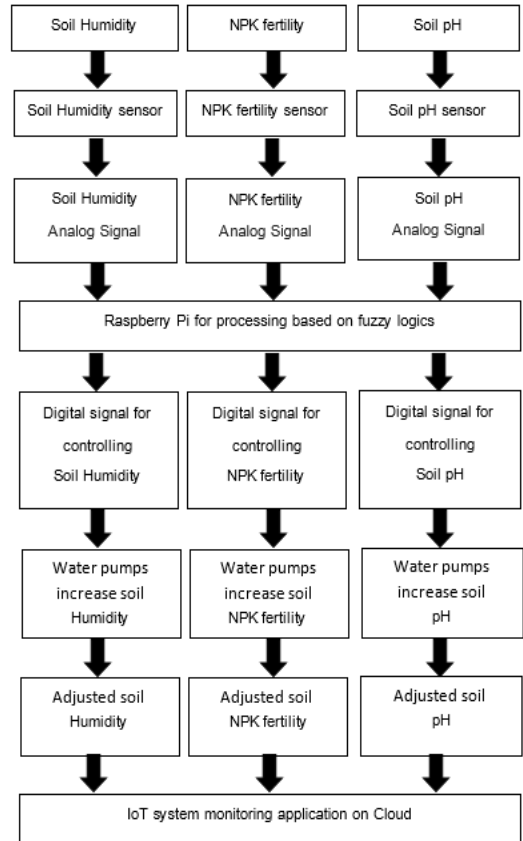 Soil Humidity
NPK fertility
Soil pH
Soil Humidity sensor
NPK fertility sensor
Soil pH sensor
Soil Humidity
Analog Signal
NPK fertility
Analog Signal
Soil pH
Analog Signal
Raspberry Pi for processing based on fuzzy logics
Digital signal for
controlling
Soil Humidity
Digital signal for
controlling
NPK fertility
Digital signal for
controlling
Soil pH
Water pumps
increase soil
Humidity
Water pumps
increase soil
NPK fertility
Water pumps
increase soil
pH
Adjusted soil
Humidity
Adjusted soil
NPK fertility
Adjusted soil
pH
IoT system monitoring application on Cloud